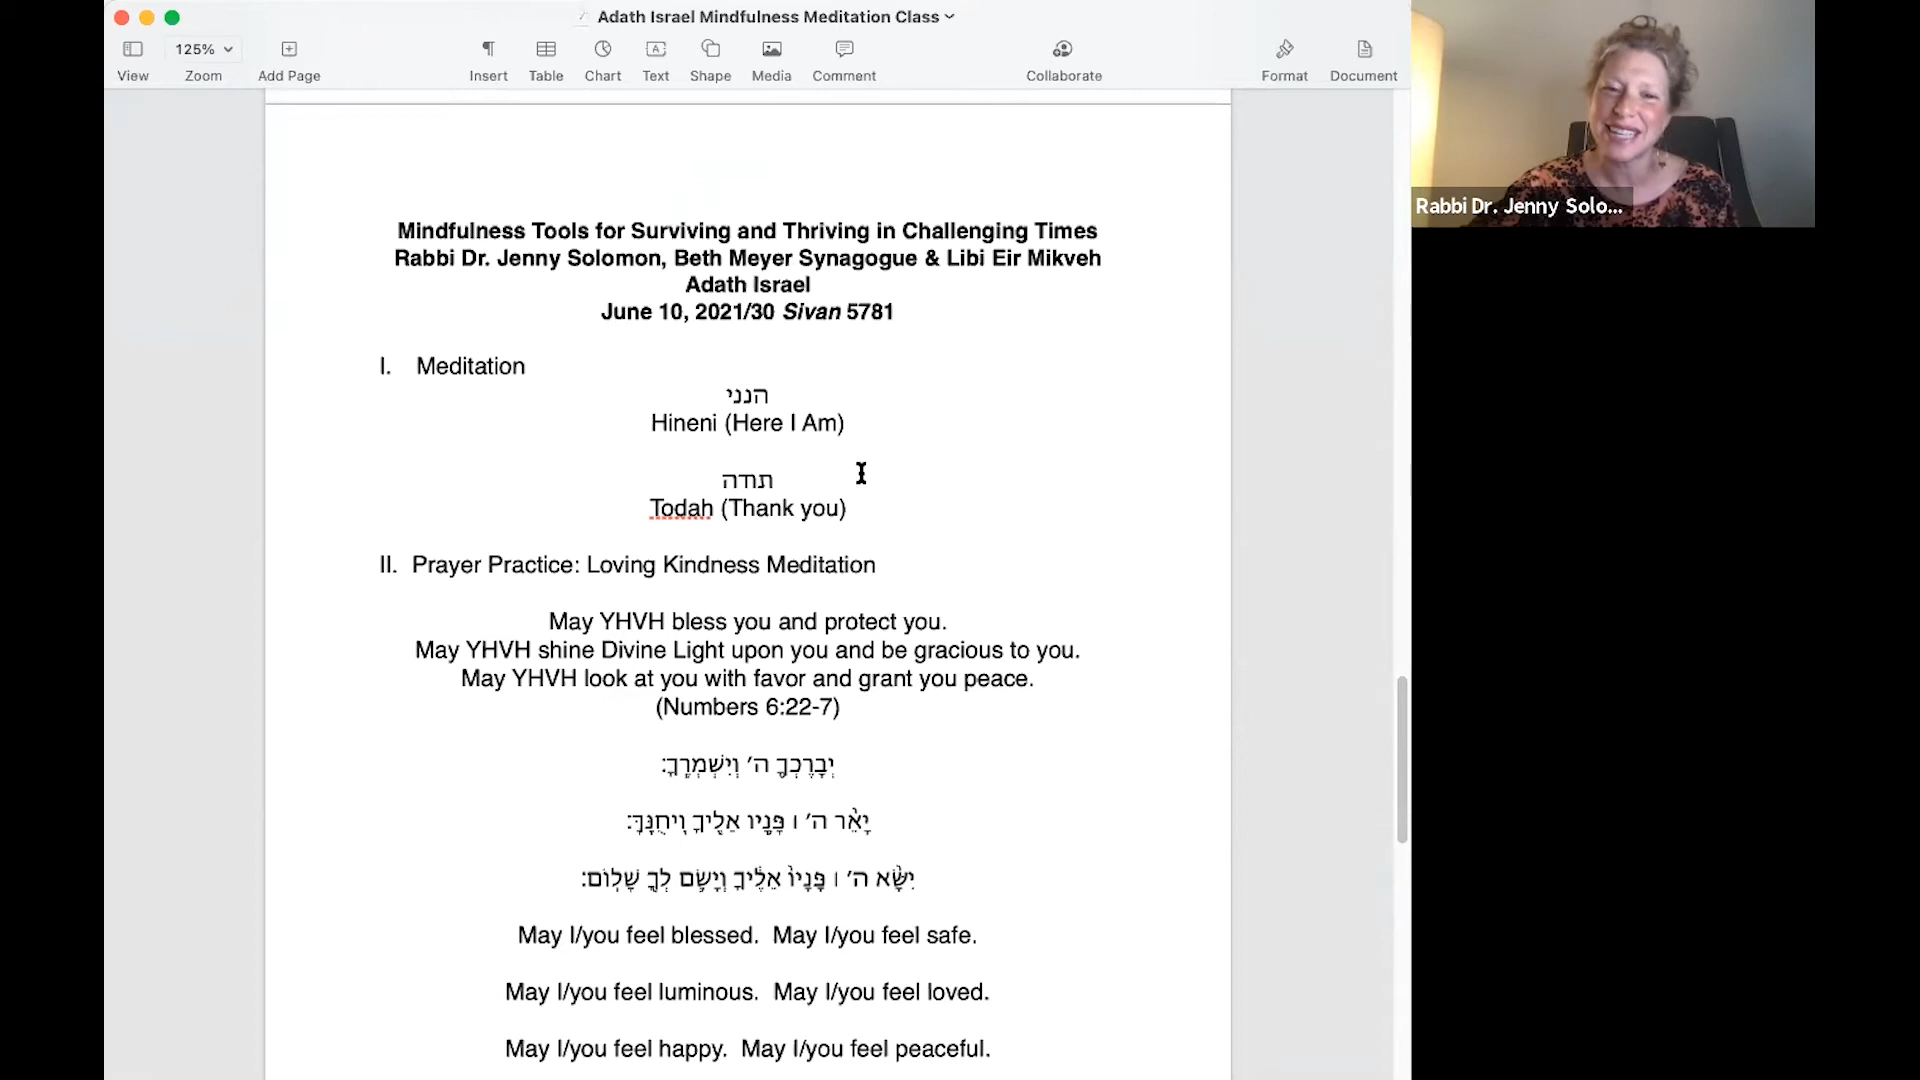 Adath Israel Mindfulness Meditation Class
125%
View Zoom Add Page Insert Table Chart Text Shape Media Comment Collaborate Format Document
Rabbi Dr. Jenny Solo...
Mindfulness Tools for Surviving and Thriving in Challenging Times
Rabbi Dr. Jenny Solomon, Beth Meyer Synagogue & Libi Eir Mikveh
Adath Israel
June 10, 2021/30 Sivan 5781
I. Meditation
הנני
Hineni (Here I Am)
תודה
Todah (Thank you)
II. Prayer Practice: Loving Kindness Meditation
May YHVH bless you and protect you.
May YHVH shine Divine Light upon you and be gracious to you.
May YHVH look at you with favor and grant you peace.
(Numbers 6:22-7)
יְבָרֶכְךָ֥ ה׳ וְיִשְׁמְרֶֽךָ׃
יָאֵ֨ר ה׳ ׀ פָּנָ֛יו אֵלֶ֖יךָ וִֽיחֻנֶּֽךָּ׃
יִשָּׂ֨א ה׳ ׀ פָּנָיו֙ אֵלֶ֔יךָ וְיָשֵׂ֥ם לְךָ֖ שָׁלֽוֹם׃
May I/you feel blessed. May I/you feel safe.
May I/you feel luminous. May I/you feel loved.
May I/you feel happy. May I/you feel peaceful.